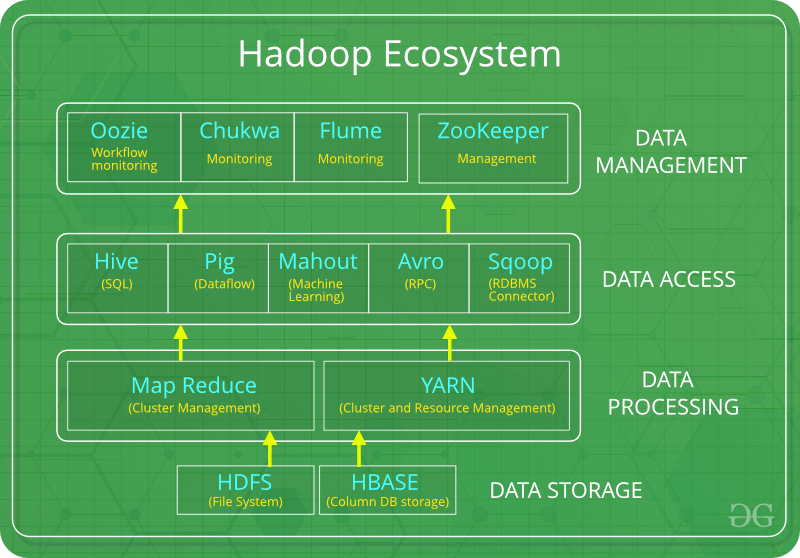 Hadoop Ecosystem
Oozie
Workflow
monitoring
Chukwa
Monitoring
Flume
Monitoring
ZooKeeper
Management
DATA
MANAGEMENT
Hive
(SQL)
Pig
(Dataflow)
Mahout
(Machine
Learning)
Avro
(RPC)
Sqoop
(RDBMS
Connector)
DATA ACCESS
Map Reduce
(Cluster Management)
YARN
(Cluster and Resource Management)
DATA
PROCESSING
HDFS
(File System)
HBASE
(Column DB storage)
DATA STORAGE